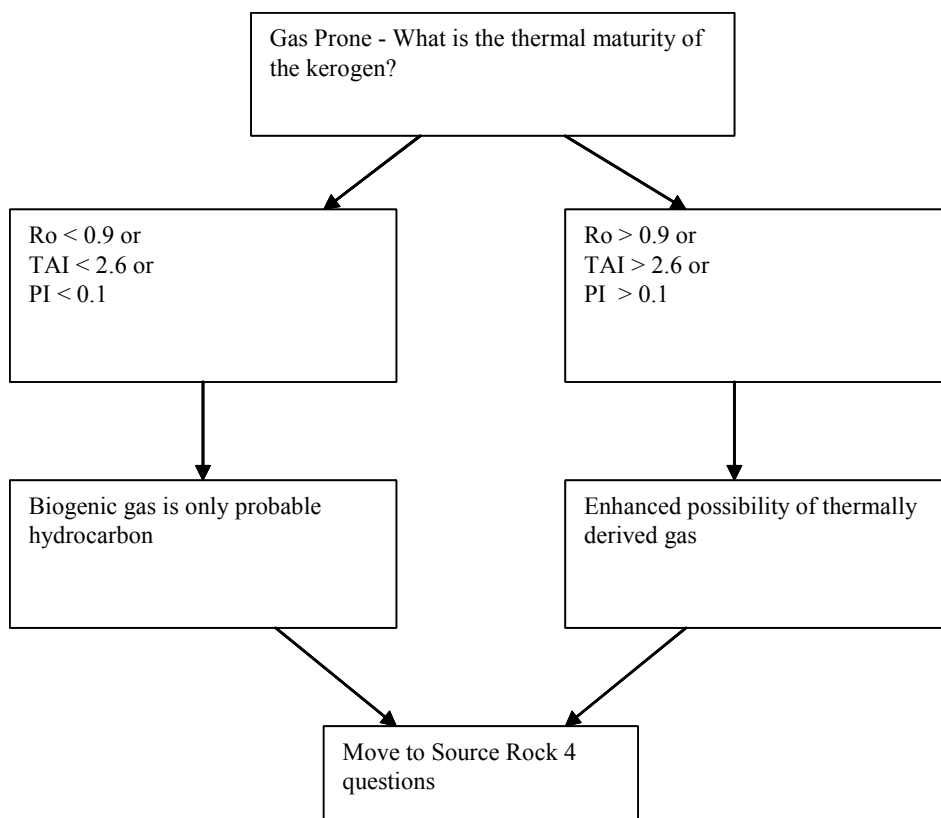 Gas Prone - What is the thermal maturity of
the kerogen?
Ro < 0.9 or
TAI < 2.6 or
PI < 0.1
Ro > 0.9 or
TAI > 2.6 or
PI  > 0.1
Biogenic gas is only probable
hydrocarbon
Enhanced possibility of thermally
derived gas
Move to Source Rock 4
questions